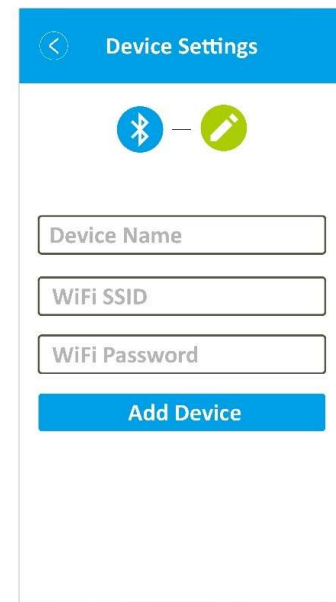 Device Settings
Device Name
WiFi SSID
WiFi Password
Add Device